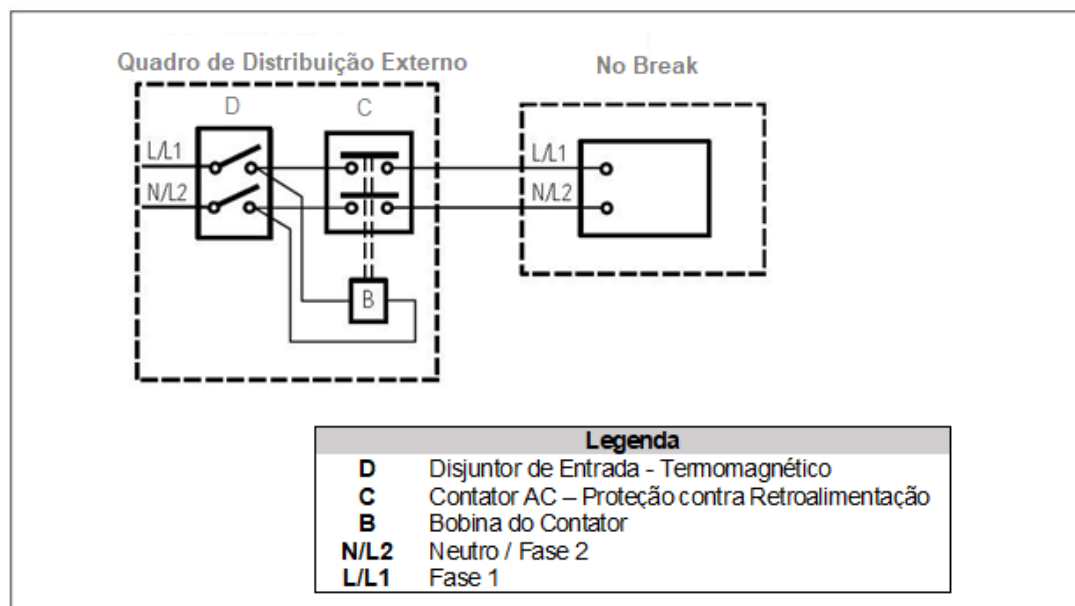 Quadro de Distribuição Externo
No Break
D
C
L/L1
N/L2
L/L1
N/L2
B
Legenda
D Disjuntor de Entrada - Termomagnético
C Contator AC – Proteção contra Retroalimentação
B Bobina do Contator
N/L2 Neutro / Fase 2
L/L1 Fase 1